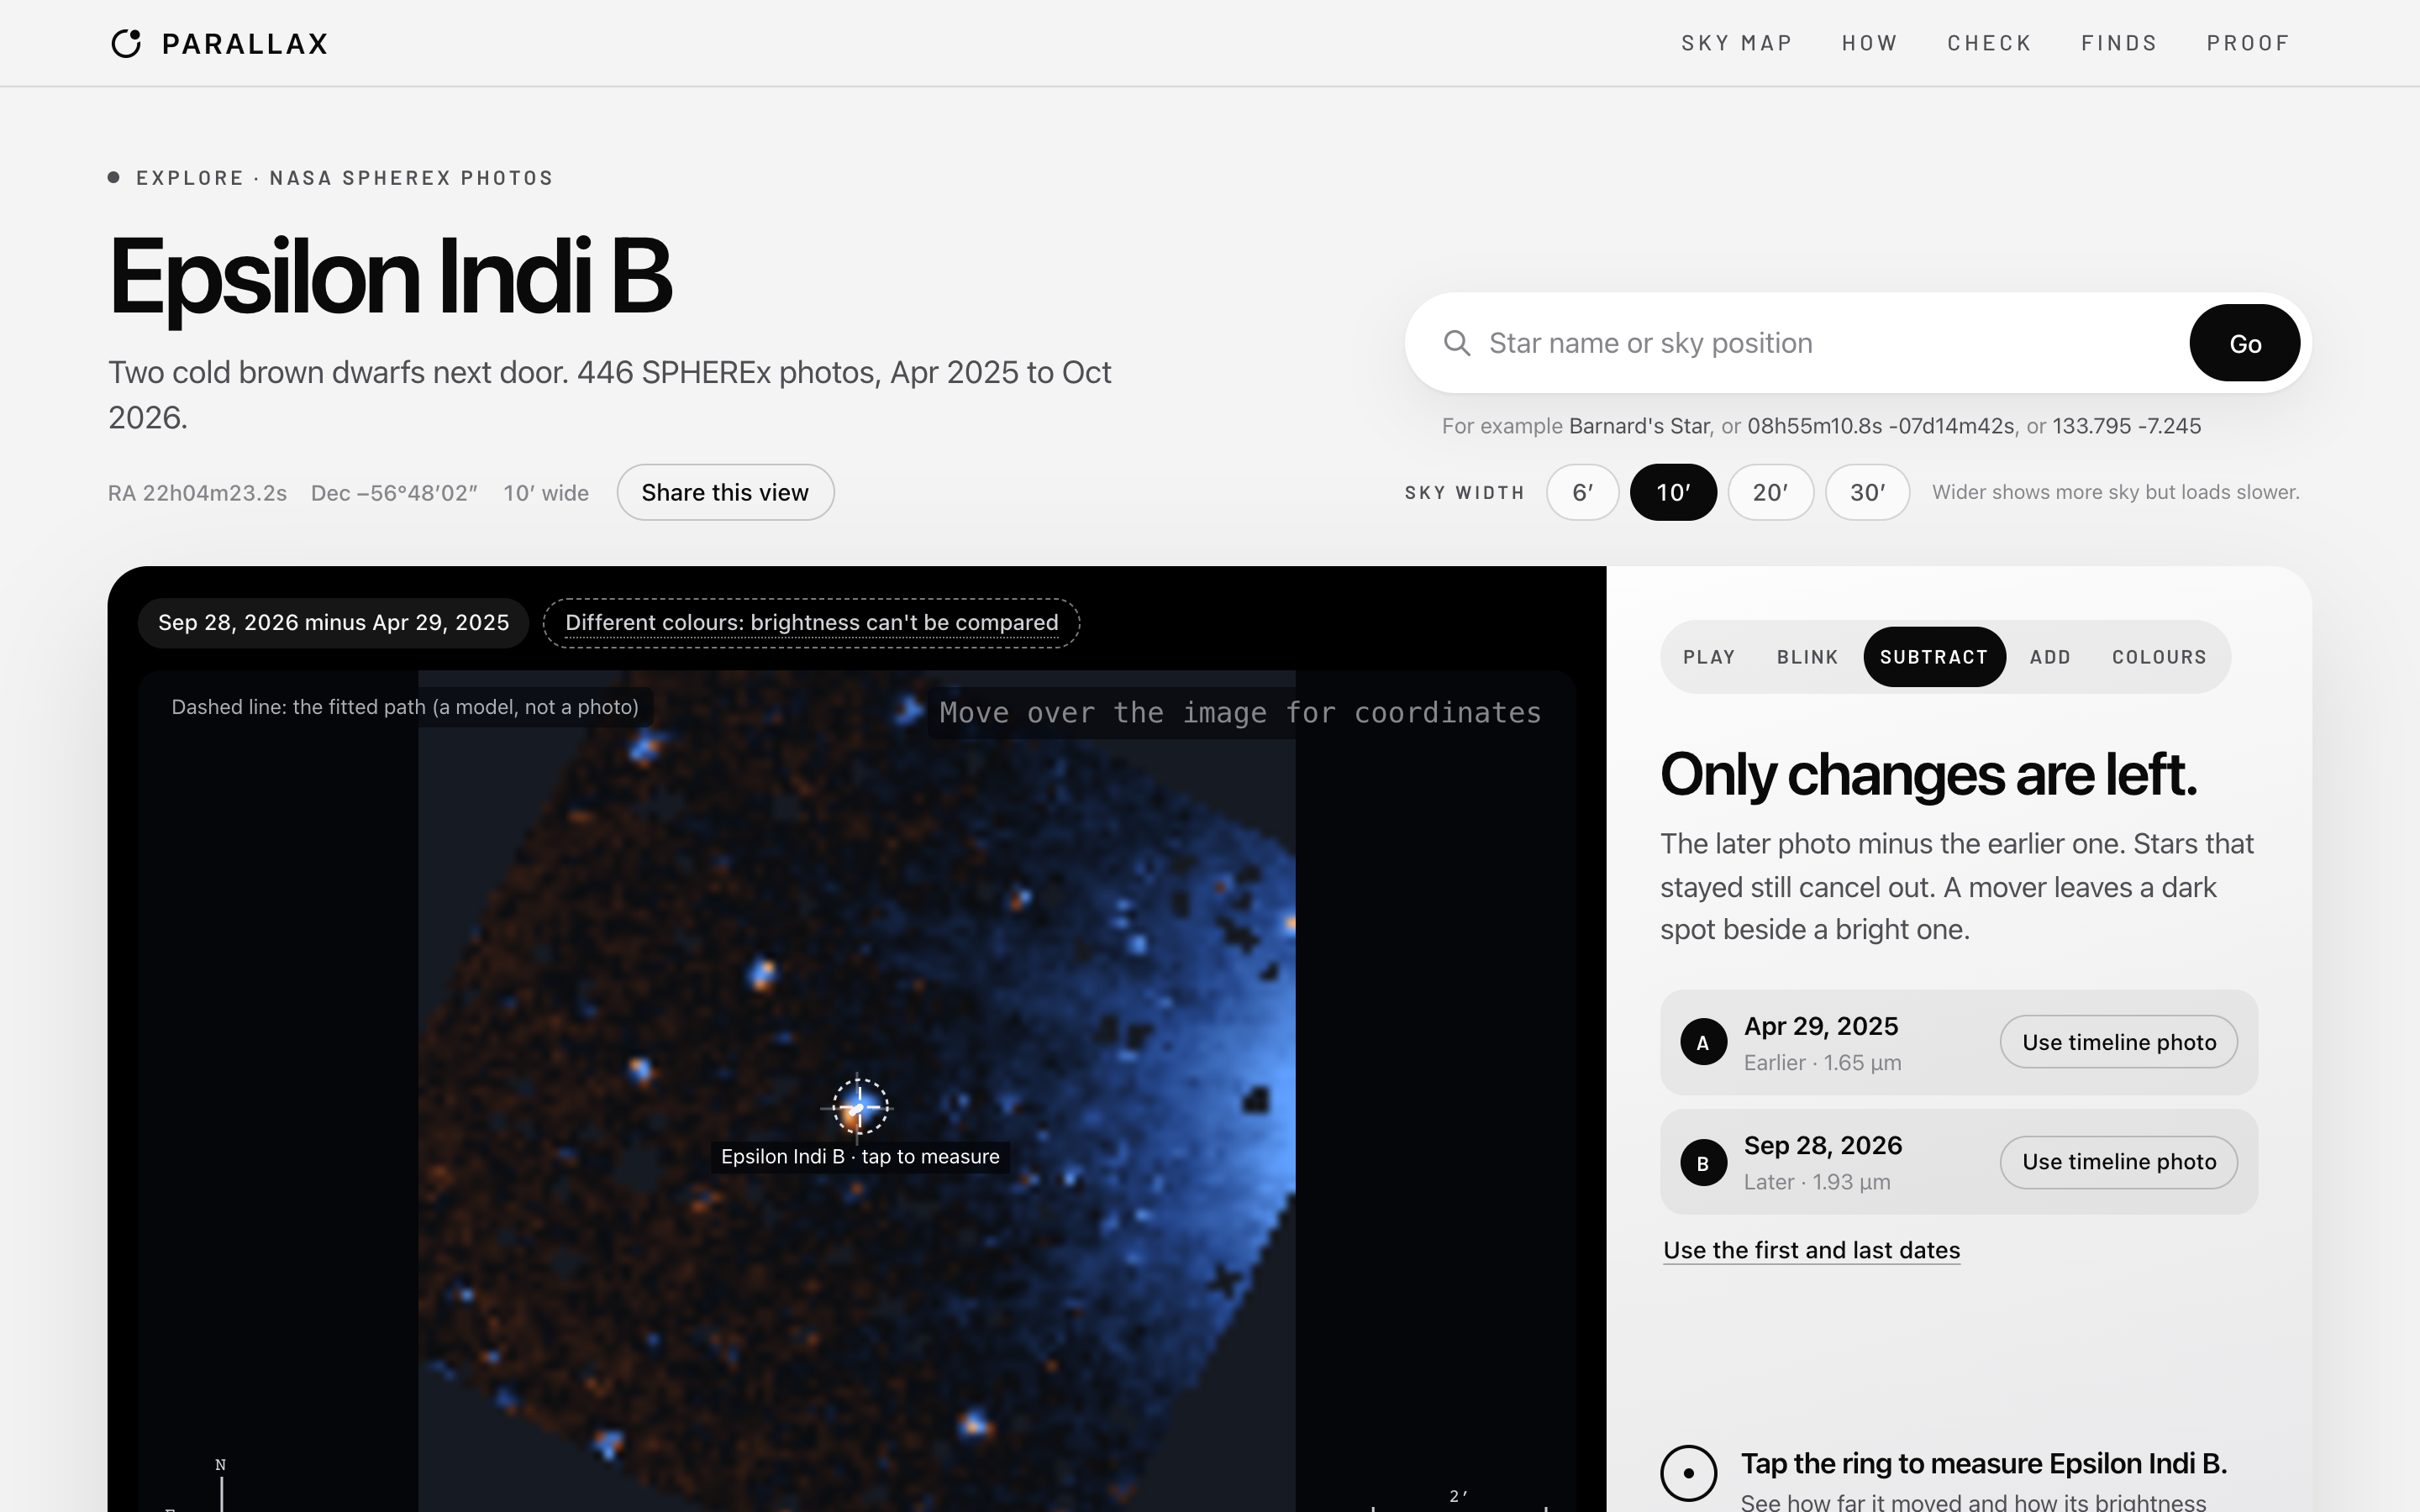 PARALLAX
SKY MAP
HOW
CHECK
FINDS
PROOF
EXPLORE · NASA SPHEREX PHOTOS
Epsilon Indi B
Two cold brown dwarfs next door. 446 SPHEREx photos, Apr 2025 to Oct
2026.
RA 22h04m23.2s
Dec −56°48′02″
10′ wide
Share this view
Star name or sky position
Go
For example Barnard's Star, or 08h55m10.8s -07d14m42s, or 133.795 -7.245
SKY WIDTH
6′
10′
20′
30′
Wider shows more sky but loads slower.
Sep 28, 2026 minus Apr 29, 2025
Different colours: brightness can't be compared
Dashed line: the fitted path (a model, not a photo)
Move over the image for coordinates
Epsilon Indi B · tap to measure
N
2′
PLAY
BLINK
SUBTRACT
ADD
COLOURS
Only changes are left.
The later photo minus the earlier one. Stars that
stayed still cancel out. A mover leaves a dark
spot beside a bright one.
A
Apr 29, 2025
Earlier · 1.65 µm
Use timeline photo
B
Sep 28, 2026
Later · 1.93 µm
Use timeline photo
Use the first and last dates
Tap the ring to measure Epsilon Indi B.
See how far it moved and how its brightness